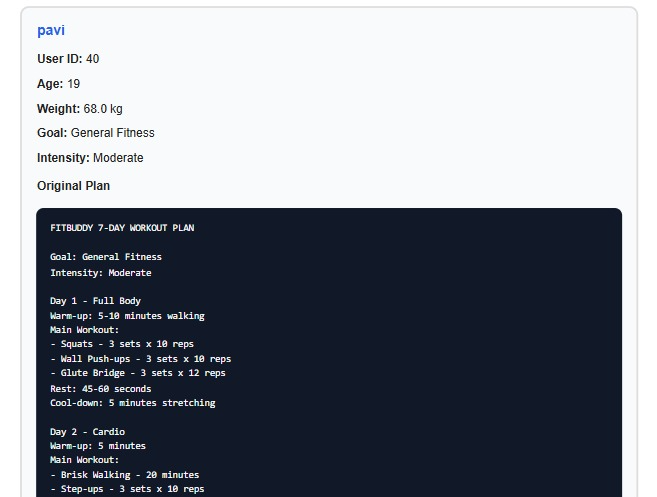 pavi
User ID: 40
Age: 19
Weight: 68.0 kg
Goal: General Fitness
Intensity: Moderate
Original Plan
FITBUDDY 7-DAY WORKOUT PLAN
Goal: General Fitness
Intensity: Moderate
Day 1 - Full Body
Warm-up: 5-10 minutes walking
Main Workout:
- Squats - 3 sets x 10 reps
- Wall Push-ups - 3 sets x 10 reps
- Glute Bridge - 3 sets x 12 reps
Rest: 45-60 seconds
Cool-down: 5 minutes stretching
Day 2 - Cardio
Warm-up: 5 minutes
Main Workout:
- Brisk Walking - 20 minutes
- Step-ups - 3 sets x 10 reps